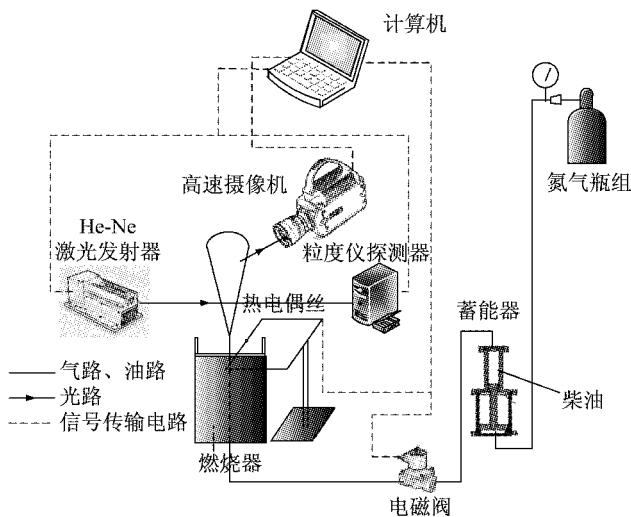 计算机
高速摄像机
氮气瓶组
He-Ne
激光发射器
粒度仪探测器
热电偶丝
蓄能器
气路、油路
光路
信号传输电路
柴油
燃烧器
电磁阀